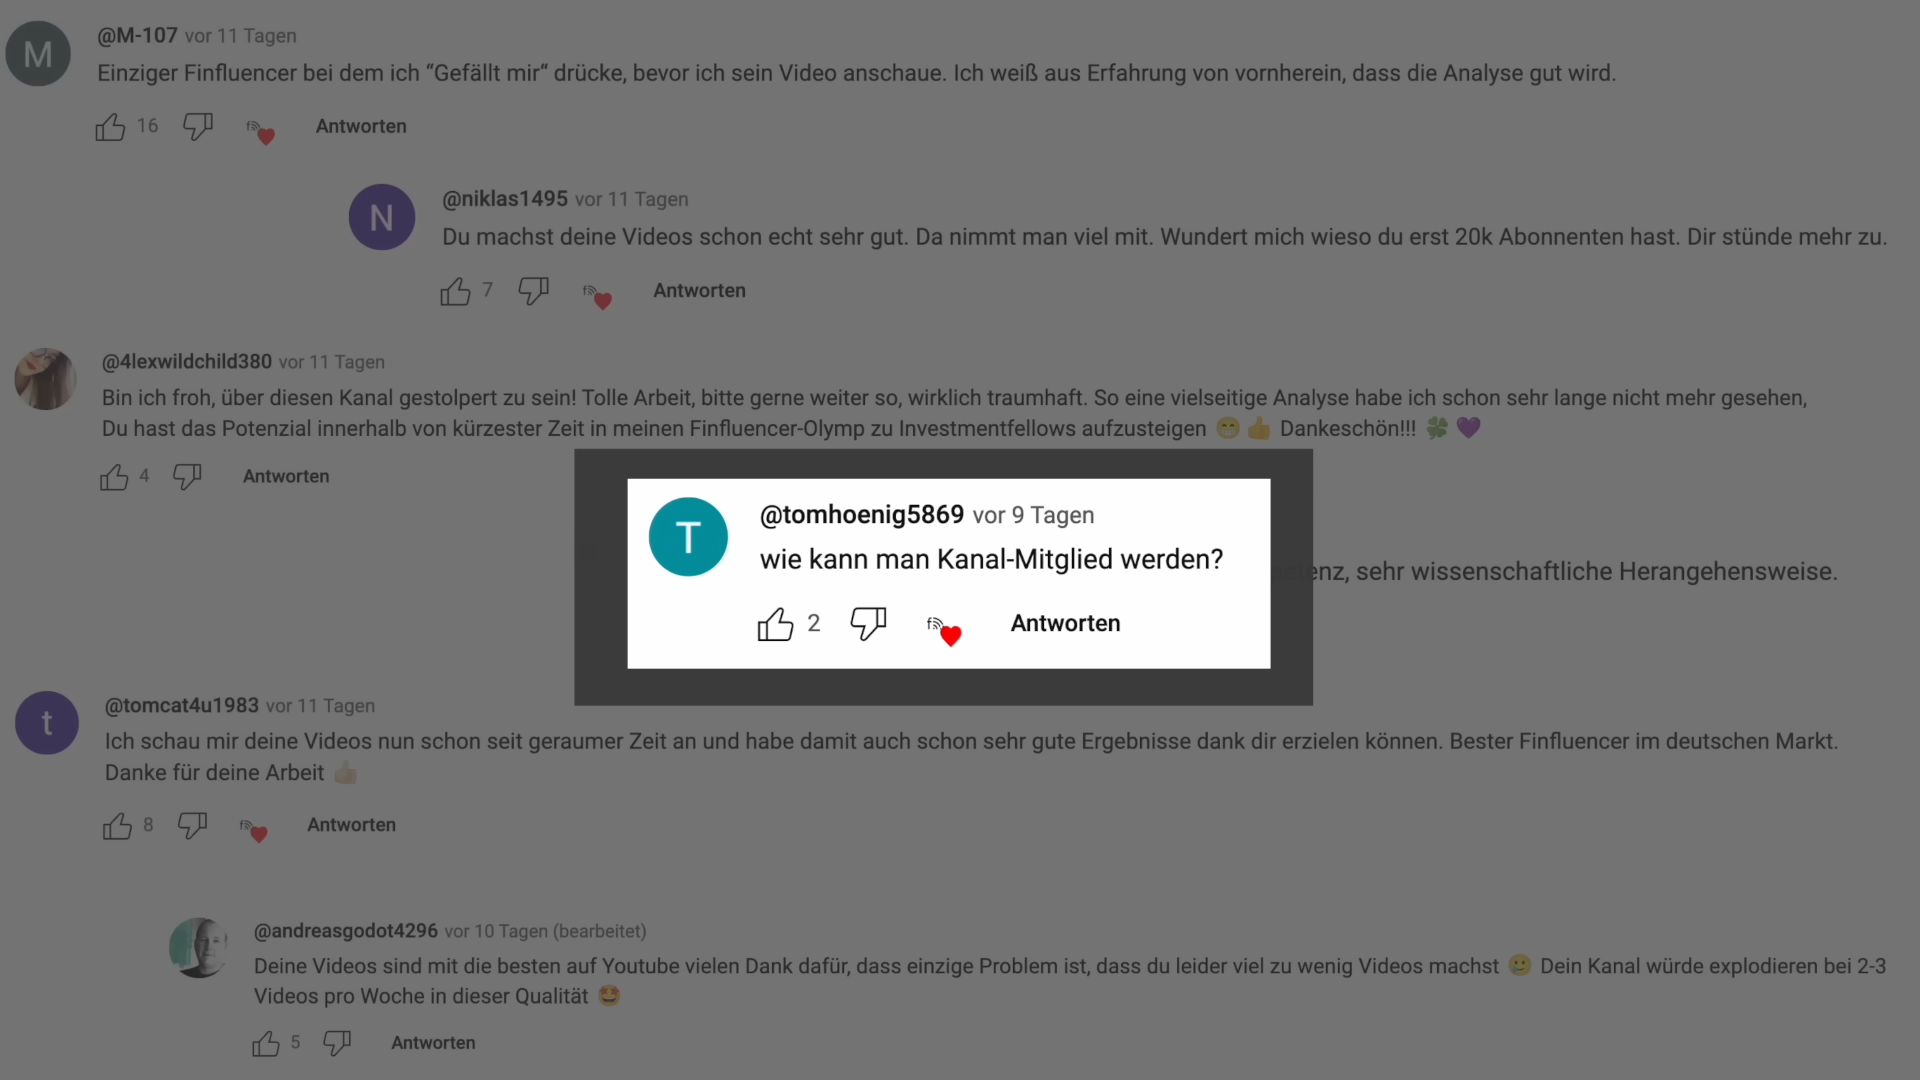 M
@M-107 vor 11 Tagen
Einziger Finfluencer bei dem ich “Gefällt mir“ drücke, bevor ich sein Video anschaue. Ich weiß aus Erfahrung von vornherein, dass die Analyse gut wird.
16 Antworten
N
@niklas1495 vor 11 Tagen
Du machst deine Videos schon echt sehr gut. Da nimmt man viel mit. Wundert mich wieso du erst 20k Abonnenten hast. Dir stünde mehr zu.
7 Antworten
@4lexwildchild380 vor 11 Tagen
Bin ich froh, über diesen Kanal gestolpert zu sein! Tolle Arbeit, bitte gerne weiter so, wirklich traumhaft. So eine vielseitige Analyse habe ich schon sehr lange nicht mehr gesehen,
Du hast das Potenzial innerhalb von kürzester Zeit in meinen Finfluencer-Olymp zu Investmentfellows aufzusteigen 😁 👍 Dankeschön!!! 🍀 💜
4 Antworten
T
@tomhoenig5869 vor 9 Tagen
wie kann man Kanal-Mitglied werden?
2 Antworten
sehr wissenschaftliche Herangehensweise.
t
@tomcat4u1983 vor 11 Tagen
Ich schau mir deine Videos nun schon seit geraumer Zeit an und habe damit auch schon sehr gute Ergebnisse dank dir erzielen können. Bester Finfluencer im deutschen Markt.
Danke für deine Arbeit 👍🏻
8 Antworten
@andreasgodot4296 vor 10 Tagen (bearbeitet)
Deine Videos sind mit die besten auf Youtube vielen Dank dafür, dass einzige Problem ist, dass du leider viel zu wenig Videos machst 🥲 Dein Kanal würde explodieren bei 2-3
Videos pro Woche in dieser Qualität 🤩
5 Antworten